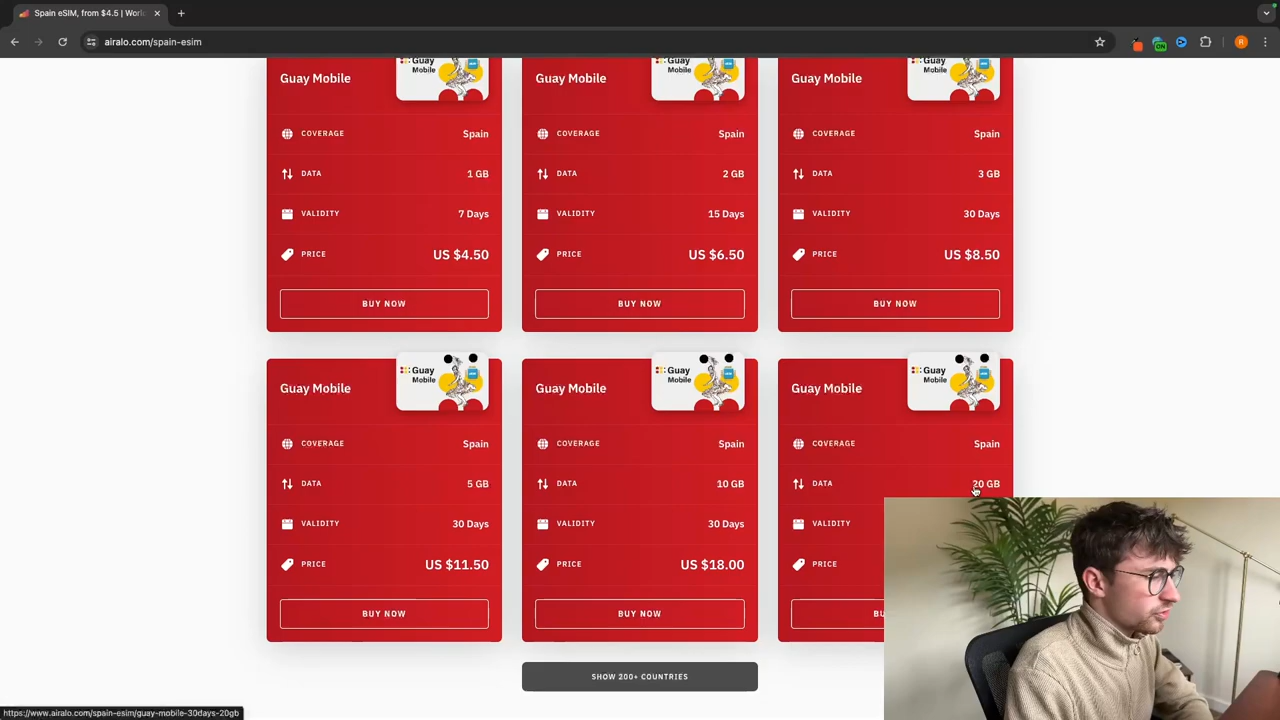 Spain eSIM, from $4.5 | Worl
airalo.com/spain-esim
ON
R
Guay Mobile
Guay Mobile
COVERAGE Spain
DATA 1 GB
VALIDITY 7 Days
PRICE US $4.50
BUY NOW
Guay Mobile
Guay Mobile
COVERAGE Spain
DATA 2 GB
VALIDITY 15 Days
PRICE US $6.50
BUY NOW
Guay Mobile
Guay Mobile
COVERAGE Spain
DATA 3 GB
VALIDITY 30 Days
PRICE US $8.50
BUY NOW
Guay Mobile
Guay Mobile
COVERAGE Spain
DATA 5 GB
VALIDITY 30 Days
PRICE US $11.50
BUY NOW
Guay Mobile
Guay Mobile
COVERAGE Spain
DATA 10 GB
VALIDITY 30 Days
PRICE US $18.00
BUY NOW
Guay Mobile
Guay Mobile
COVERAGE Spain
DATA 20 GB
VALIDITY
PRICE
BU
SHOW 200+ COUNTRIES
https://www.airalo.com/spain-esim/guay-mobile-30days-20gb